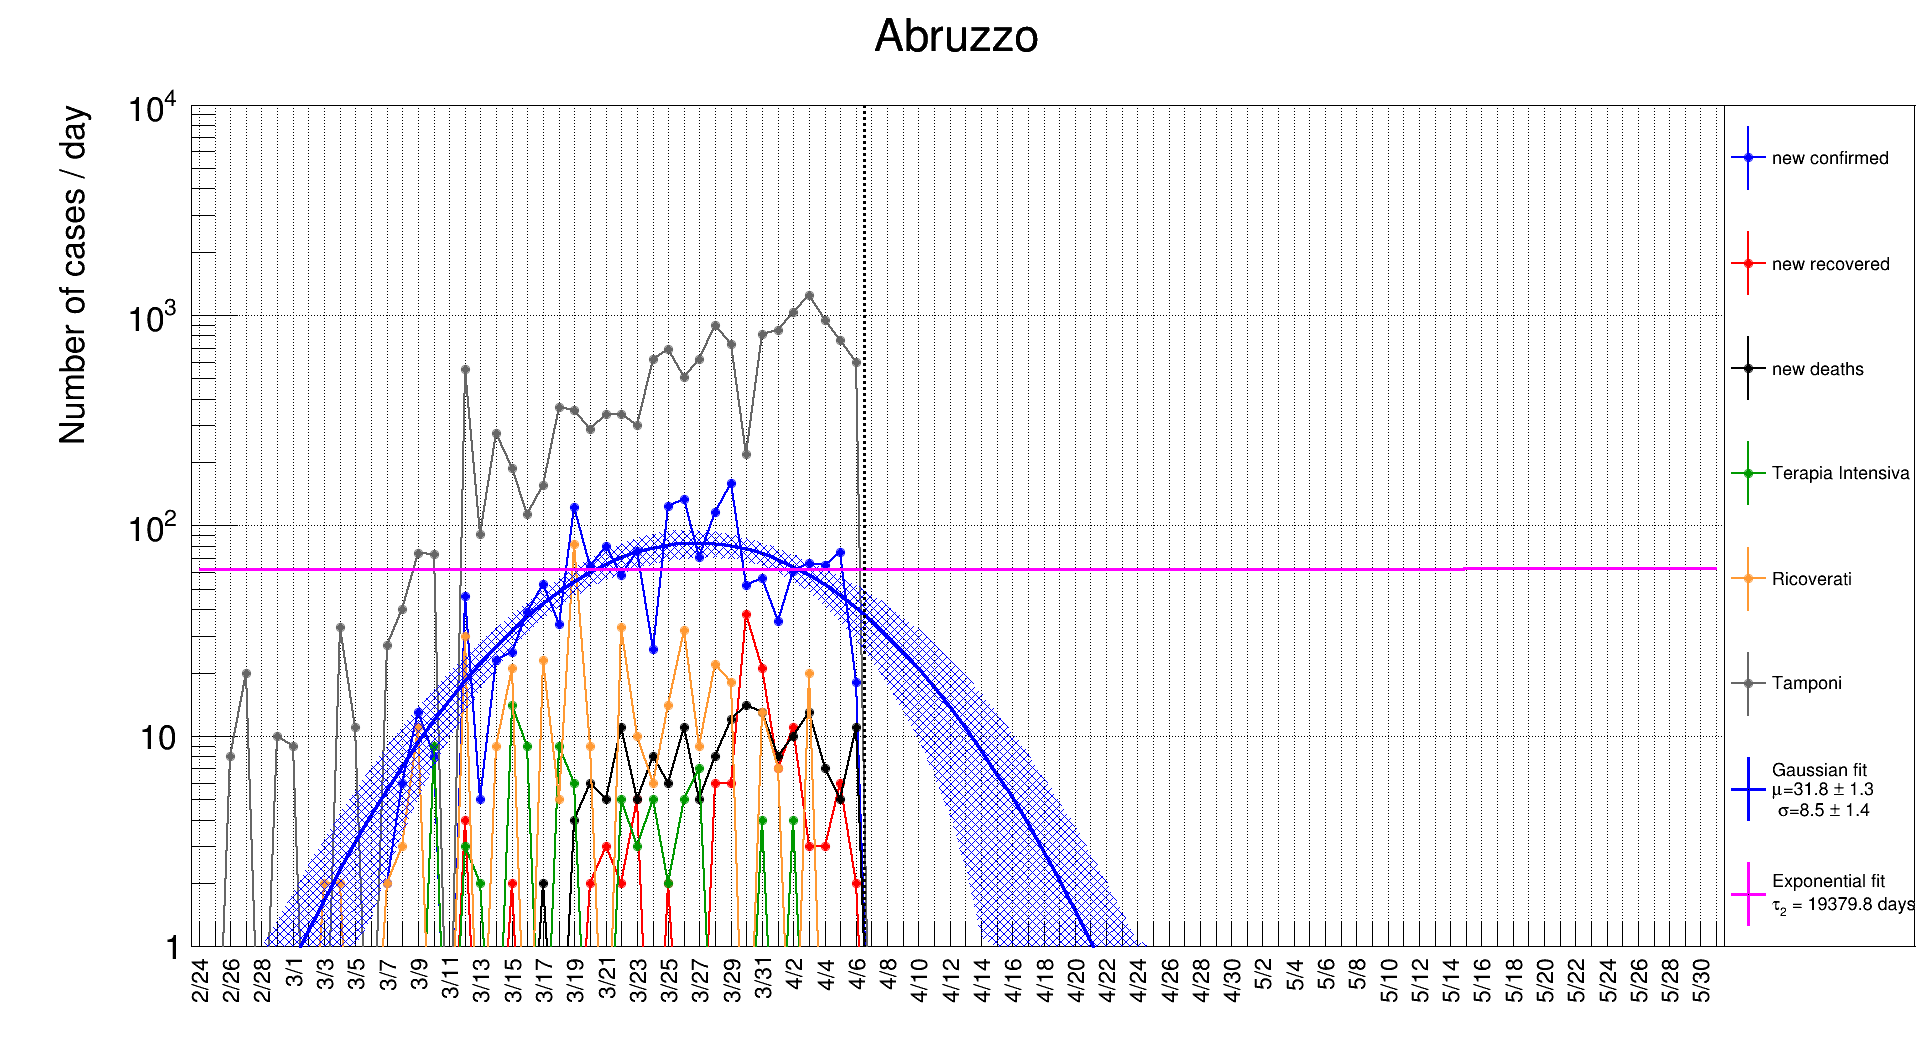 Abruzzo
Number of cases / day
10⁴
10³
10²
10
1
2/24 2/26 2/28 3/1 3/3 3/5 3/7 3/9 3/11 3/13 3/15 3/17 3/19 3/21 3/23 3/25 3/27 3/29 3/31 4/2 4/4 4/6 4/8 4/10 4/12 4/14 4/16 4/18 4/20 4/22 4/24 4/26 4/28 4/30 5/2 5/4 5/6 5/8 5/10 5/12 5/14 5/16 5/18 5/20 5/22 5/24 5/26 5/28 5/30
new confirmed
new recovered
new deaths
Terapia Intensiva
Ricoverati
Tamponi
Gaussian fit
μ=31.8 ± 1.3
σ=8.5 ± 1.4
Exponential fit
τ₂ = 19379.8 days